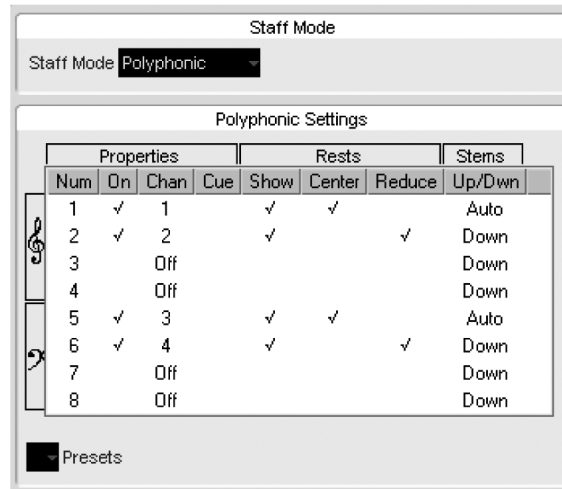 Staff Mode
Staff Mode Polyphonic
Polyphonic Settings
Properties Rests Stems
Num On Chan Cue Show Center Reduce Up/Dwn
1 √ 1 √ √ Auto
2 √ 2 √ √ Down
3 Off Down
4 Off Down
5 √ 3 √ √ Auto
6 √ 4 √ √ Down
7 Off Down
8 Off Down
Presets